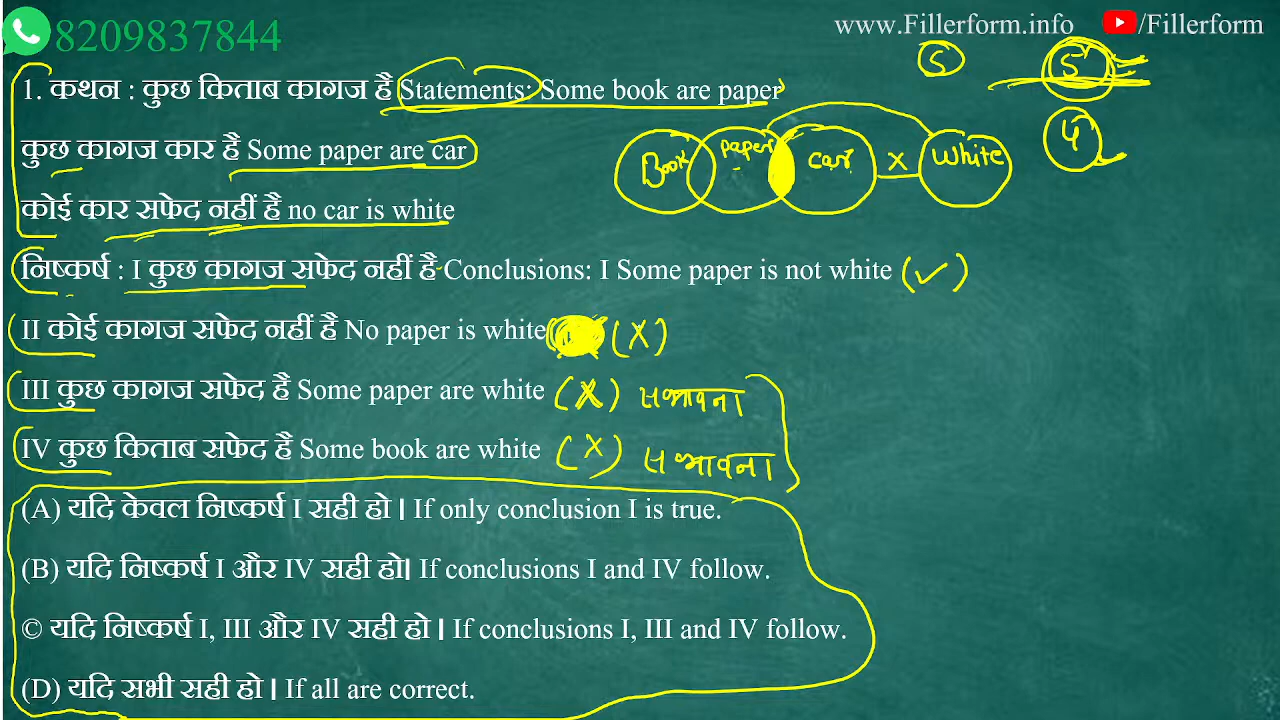 8209837844
www.Fillerform.info /Fillerform
5 5
4
1. कथन : कुछ किताब कागज है Statements: Some book are paper
कुछ कागज कार है Some paper are car
Book paper car x white
कोई कार सफेद नहीं है no car is white
निष्कर्ष : I कुछ कागज सफेद नहीं है Conclusions: I Some paper is not white (✓)
II कोई कागज सफेद नहीं है No paper is white (X)
III कुछ कागज सफेद है Some paper are white (X) सम्भावना
IV कुछ किताब सफेद है Some book are white (X) सम्भावना
(A) यदि केवल निष्कर्ष I सही हो | If only conclusion I is true.
(B) यदि निष्कर्ष I और IV सही हो| If conclusions I and IV follow.
© यदि निष्कर्ष I, III और IV सही हो | If conclusions I, III and IV follow.
(D) यदि सभी सही हो | If all are correct.